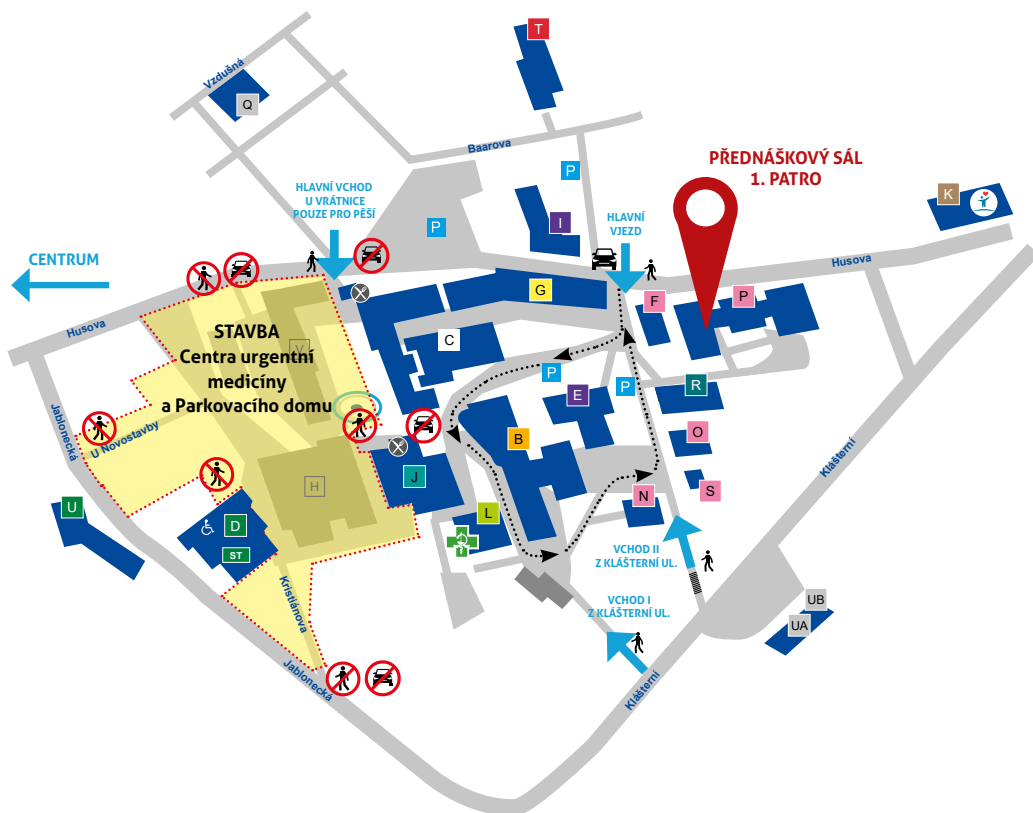 T
Vzdušná
Q
Baarova
PŘEDNÁŠKOVÝ SÁL
1. PATRO
P
HLAVNÍ VCHOD
U VRÁTNICE
POUZE PRO PĚŠÍ
K
I
P
HLAVNÍ
VJEZD
CENTRUM
Husova
G
F
P
Husova
STAVBA
Centra urgentní
medicíny
a Parkovacího domu
V
C
P
E
P
R
Jablonecká
U Novostavby
B
O
Klášterní
J
S
H
N
U
D
L
ST
VCHOD II
Z KLÁŠTERNÍ UL.
Kristiánova
VCHOD I
Z KLÁŠTERNÍ UL.
UB
UA
Jablonecká
Klášterní